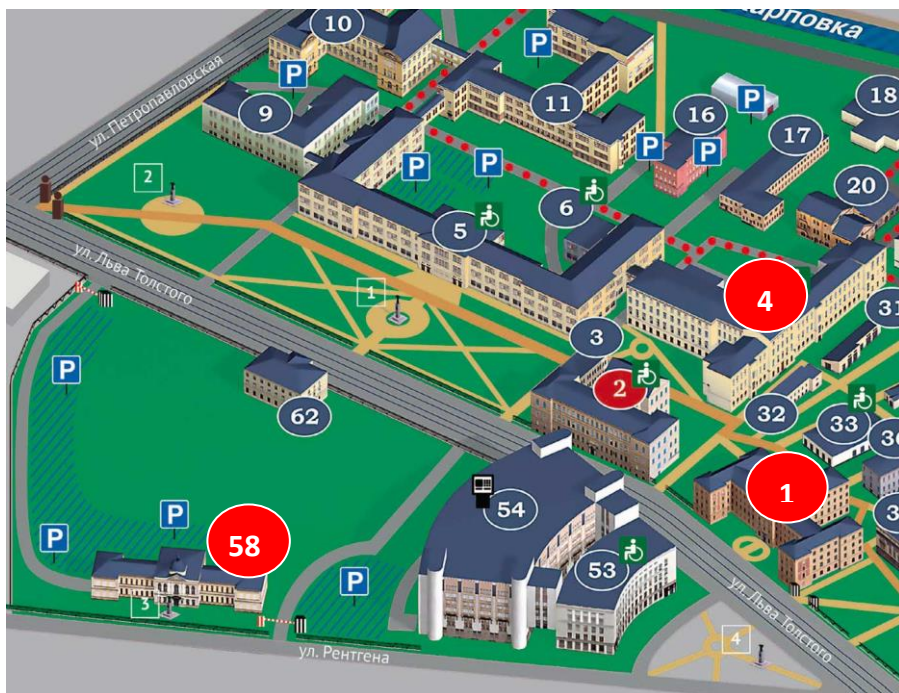 Карповка
10
P
P
P
18
11
16
9
17
P
P
P
P
ул. Петропавловская
2
20
6
5
4
ул. Льва Толстого
1
31
3
2
P
62
32
33
1
54
58
P
P
53
P
3
ул. Льва Толстого
4
ул. Рентгена